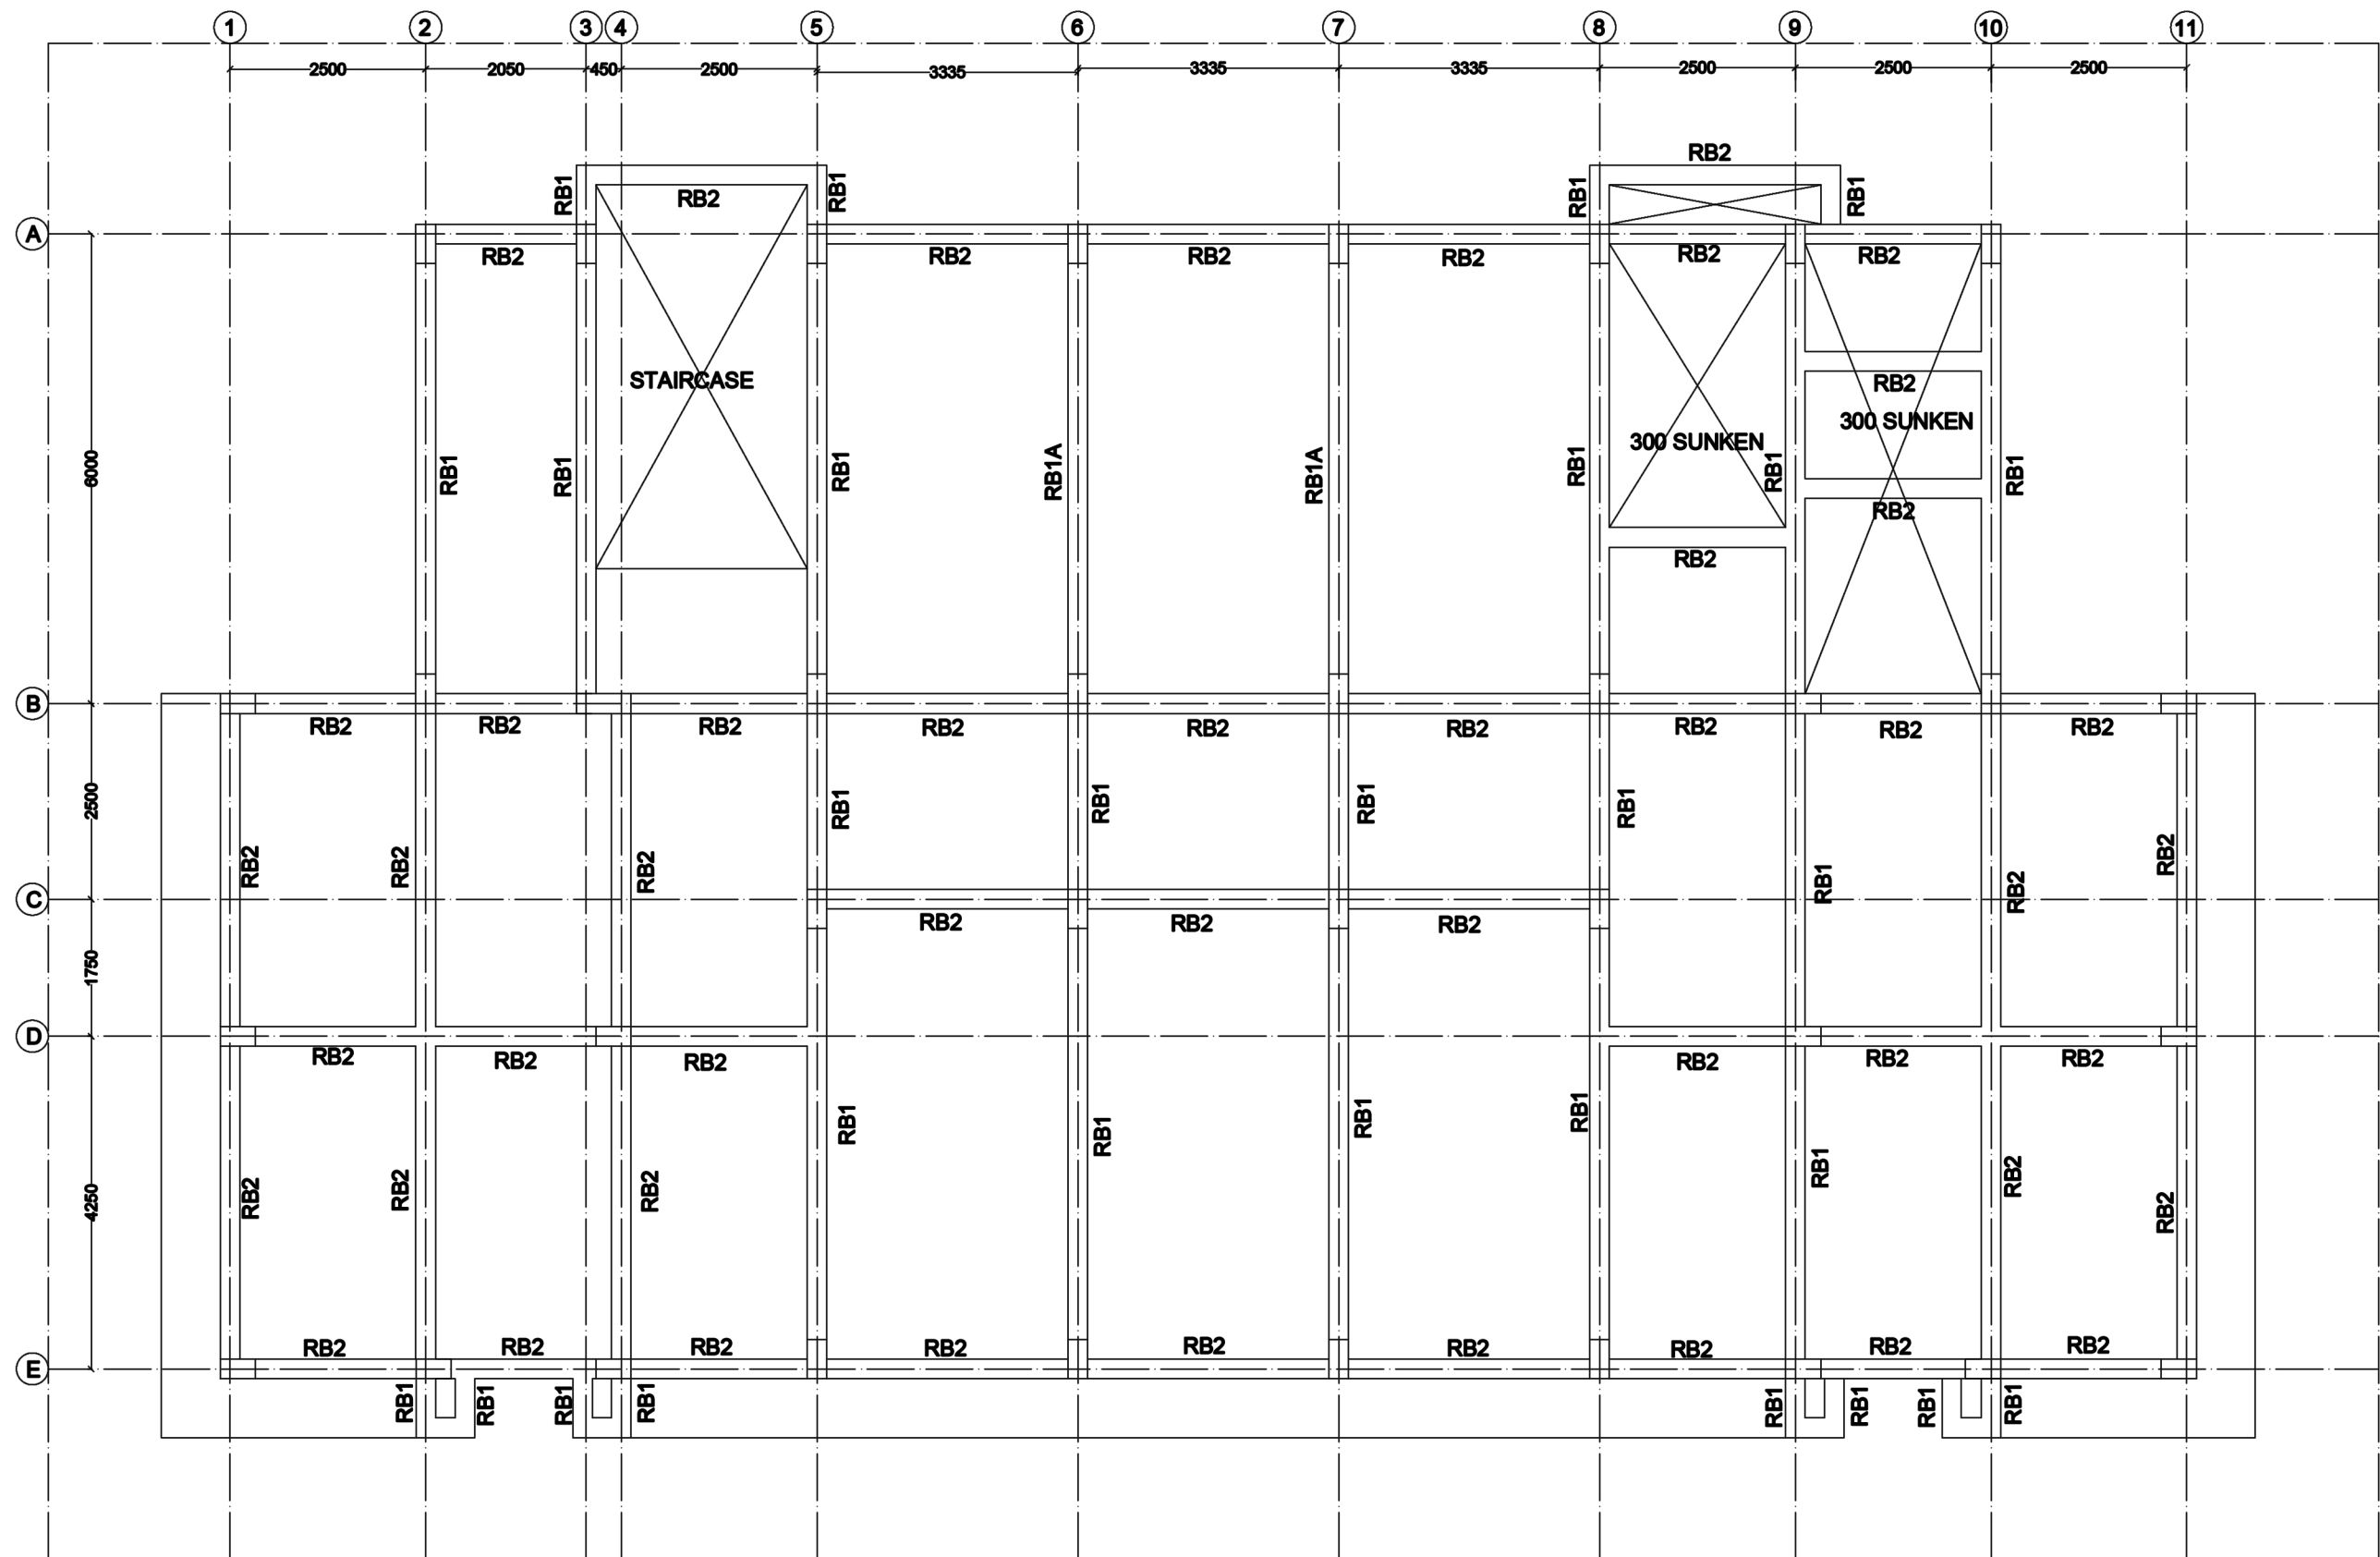 1 2 3 4 5 6 7 8 9 10 11
2500 2050 450 2500 3335 3335 3335 2500 2500 2500
RB2
RB1 RB2 RB1 RB1 RB1
A
RB2 RB2 RB2 RB2 RB2 RB2
STAIRCASE RB2
300 SUNKEN
300 SUNKEN
6000 RB1 RB1 RB1 RB1A RB1A RB1 RB1 RB1
RB2
RB2
B
RB2 RB2 RB2 RB2 RB2 RB2 RB2 RB2 RB2
2500 RB1 RB1 RB1 RB1
RB2 RB2 RB2 RB1 RB2 RB2
C
RB2 RB2 RB2
1750
D
RB2 RB2 RB2 RB2 RB2 RB2
RB1 RB1 RB1 RB1
4250 RB2 RB2 RB2 RB1 RB2 RB2
RB2 RB2 RB2 RB2 RB2 RB2 RB2 RB2 RB2
E
RB1 RB1 RB1 RB1 RB1 RB1 RB1 RB1